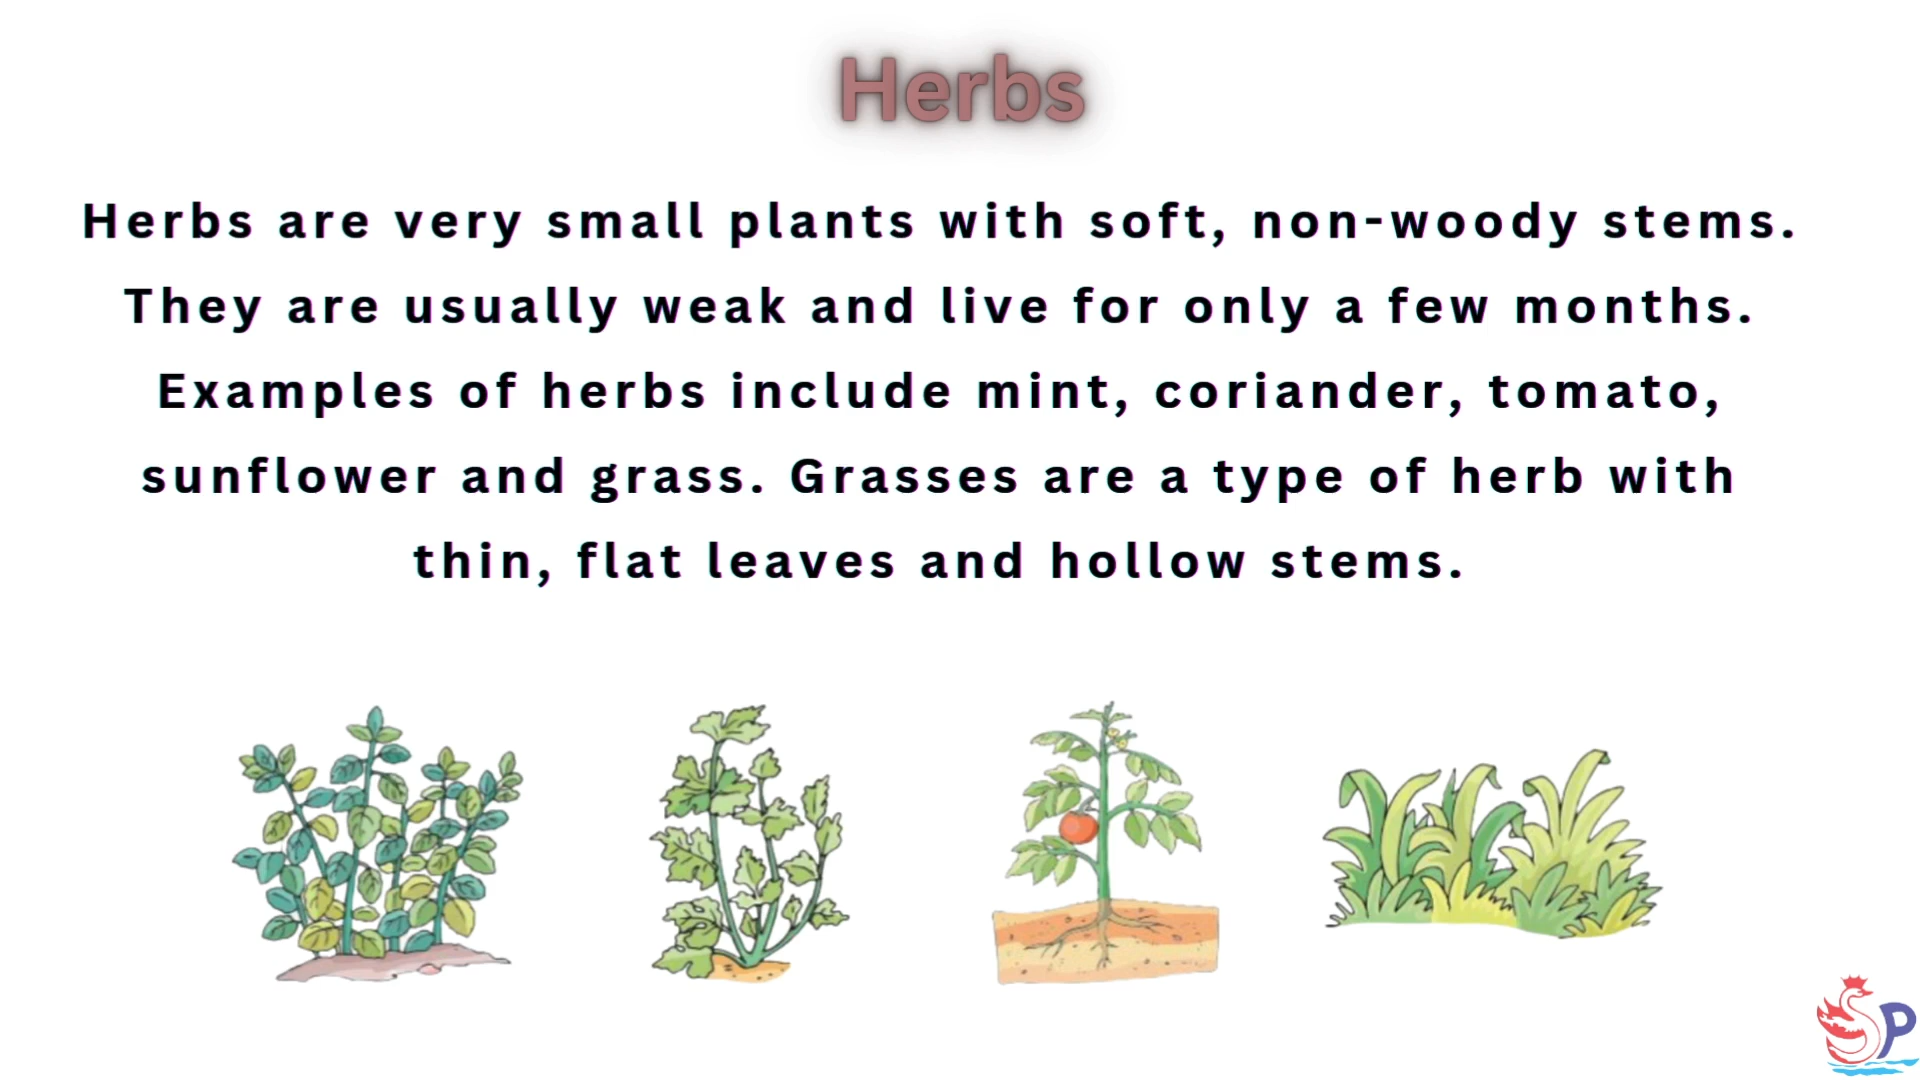 Herbs
Herbs are very small plants with soft, non-woody stems.
They are usually weak and live for only a few months.
Examples of herbs include mint, coriander, tomato,
sunflower and grass. Grasses are a type of herb with
thin, flat leaves and hollow stems.
SP